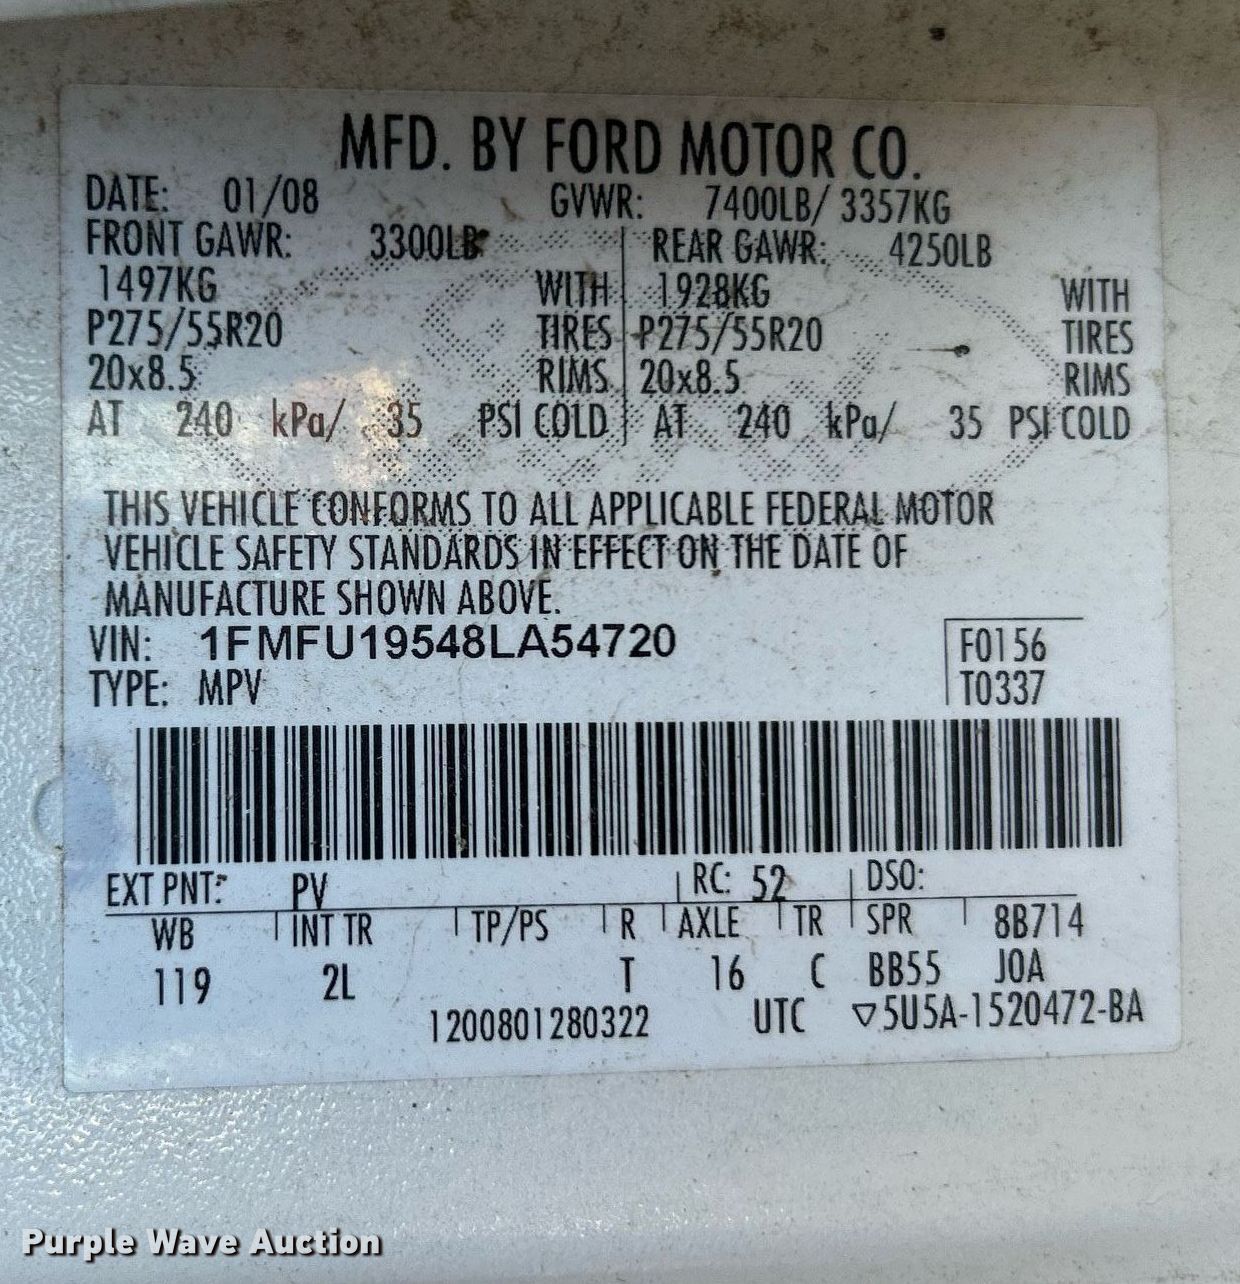 MFD. BY FORD MOTOR CO.
DATE: 01/08 GVWR: 7400LB/ 3357KG
FRONT GAWR: 3300LB REAR GAWR: 4250LB
1497KG WITH 1928KG WITH
P275/55R20 TIRES P275/55R20 TIRES
20x8.5 RIMS 20x8.5 RIMS
AT 240 kPa/ 35 PSI COLD AT 240 kPa/ 35 PSI COLD
THIS VEHICLE CONFORMS TO ALL APPLICABLE FEDERAL MOTOR
VEHICLE SAFETY STANDARDS IN EFFECT ON THE DATE OF
MANUFACTURE SHOWN ABOVE.
VIN: 1FMFU19548LA54720 F0156
TYPE: MPV T0337
EXT PNT: PV RC: 52 DSO:
WB INT TR TP/PS R AXLE TR SPR 8B714
119 2L T 16 C BB55 JOA
1200801280322 UTC ▽5U5A-1520472-BA
Purple Wave Auction